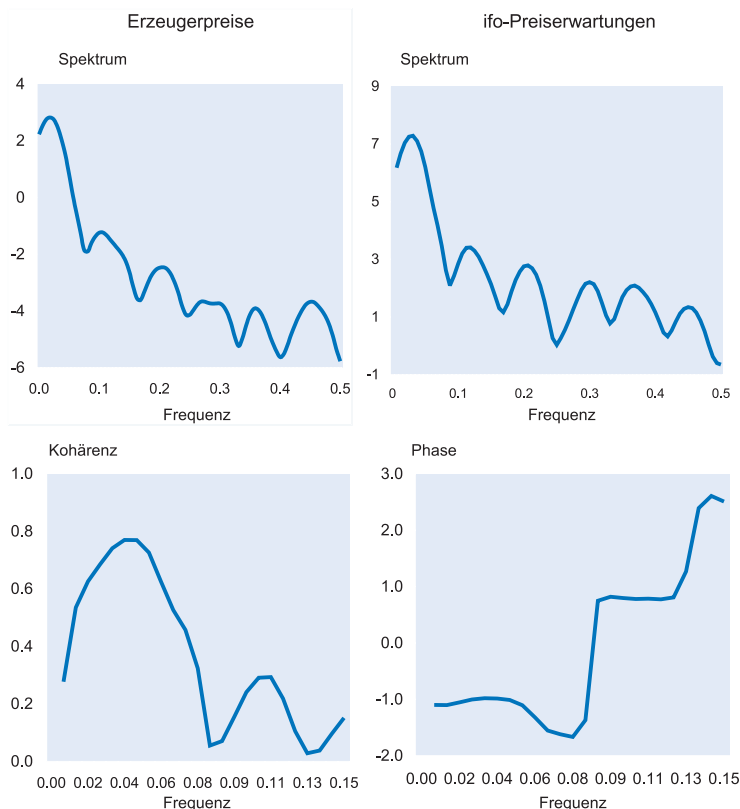 Erzeugerpreise
Spektrum
4
2
0
-2
-4
-6
0.0 0.1 0.2 0.3 0.4 0.5
Frequenz
ifo-Preiserwartungen
Spektrum
9
7
5
3
1
-1
0 0.1 0.2 0.3 0.4 0.5
Frequenz
Kohärenz
1.0
0.8
0.6
0.4
0.2
0.0
0.00 0.02 0.04 0.06 0.08 0.09 0.11 0.13 0.15
Frequenz
Phase
3.0
2.0
1.0
0.0
-1.0
-2.0
0.00 0.02 0.04 0.06 0.08 0.09 0.11 0.13 0.15
Frequenz